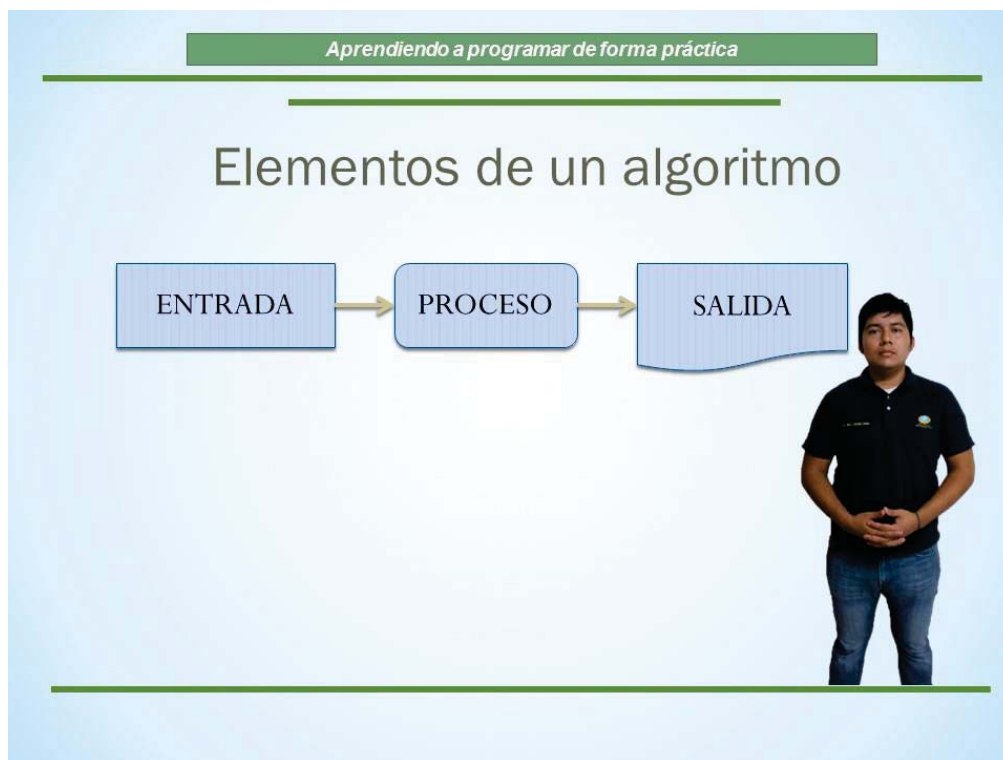 Aprendiendo a programar de forma práctica
Elementos de un algoritmo
ENTRADA
PROCESO
SALIDA